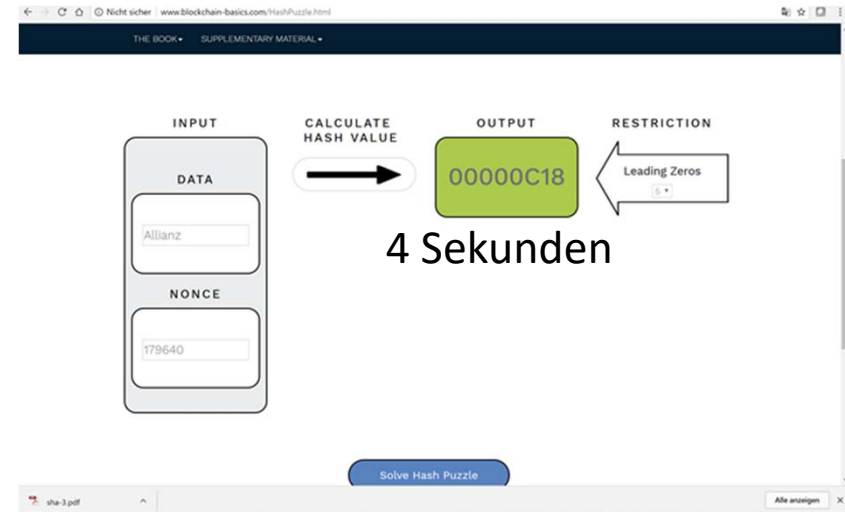 Nicht sicher www.blockchain-basics.com/HashPuzzle.html
THE BOOK SUPPLEMENTARY MATERIAL
INPUT
CALCULATE
HASH VALUE
OUTPUT
RESTRICTION
DATA
00000C18
Leading Zeros
5
Allianz
4 Sekunden
NONCE
179640
Solve Hash Puzzle
sha-3.pdf
Alle anzeigen